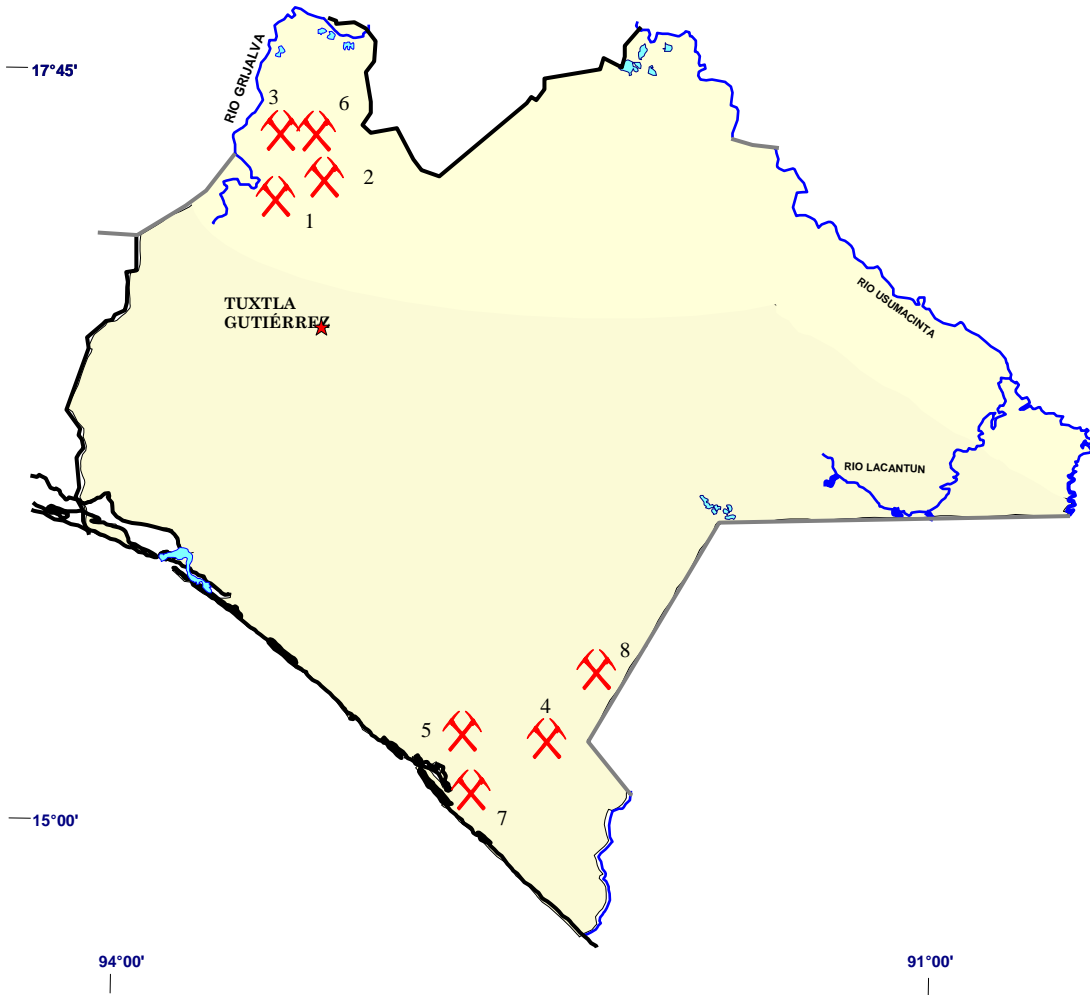 17°45'
RIO GRIJALVA
3
6
2
1
TUXTLA
GUTIÉRREZ
RIO USUMACINTA
RIO LACANTUN
8
4
5
7
15°00'
94°00'
91°00'